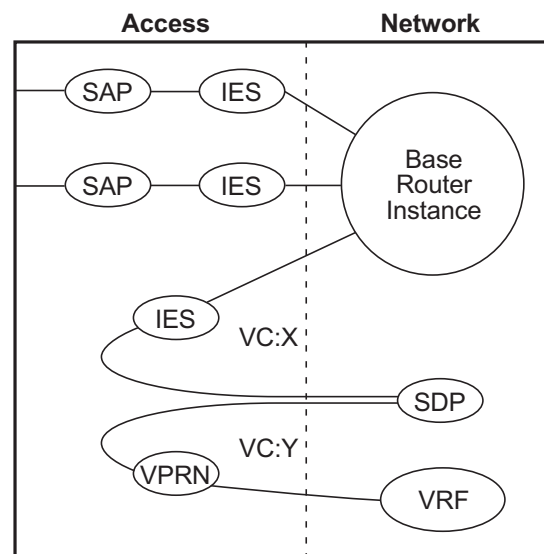 Access Network
SAP IES
Base
Router
Instance
SAP IES
IES
VC:X
SDP
VC:Y
VPRN
VRF